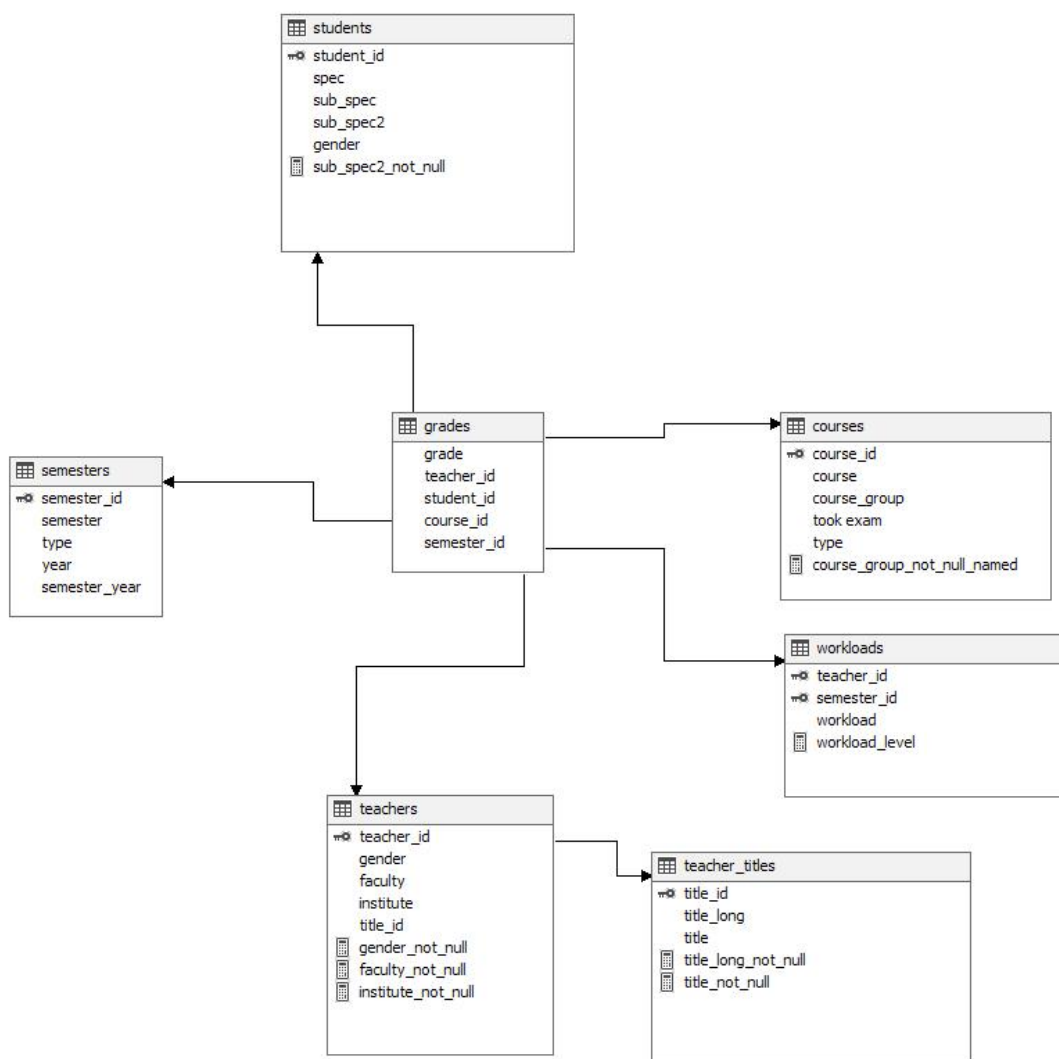 students
student_id
spec
sub_spec
sub_spec2
gender
sub_spec2_not_null
grades
grade
teacher_id
student_id
course_id
semester_id
courses
course_id
course
course_group
took exam
type
course_group_not_null_named
semesters
semester_id
semester
type
year
semester_year
workloads
teacher_id
semester_id
workload
workload_level
teachers
teacher_id
gender
faculty
institute
title_id
gender_not_null
faculty_not_null
institute_not_null
teacher_titles
title_id
title_long
title
title_long_not_null
title_not_null